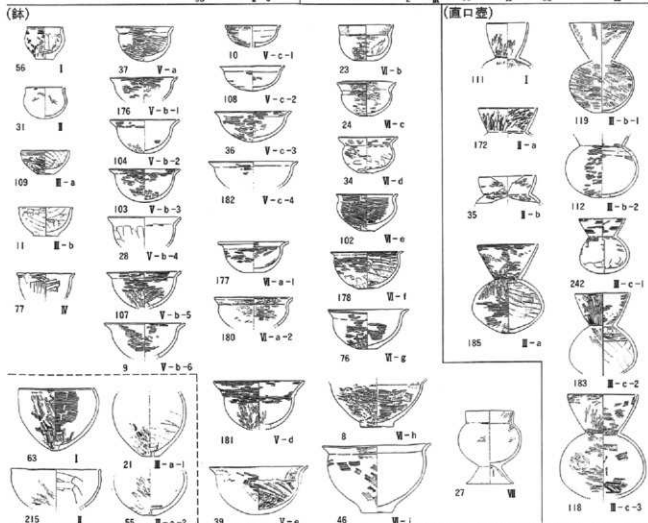 (鉢)
56 I
31 II
109 III-a
11 III-b
77 IV
37 V-a
176 V-b-1
104 V-b-2
103 V-b-3
28 V-b-4
107 V-b-5
9 V-b-6
10 V-c-1
108 V-c-2
36 V-c-3
182 V-c-4
177 VI-a-1
180 VI-a-2
23 VI-b
24 VI-c
34 VI-d
102 VI-e
178 VI-f
76 VI-g
63 I
215 II
21 III-a-1
55
181 V-d
39 V-e
8 VI-h
46 VI-i
27 VII
(直口壺)
111 I
172 II-a
35 II-b
185 III-a
119 III-b-1
112 III-b-2
242 III-c-1
183 III-c-2
118 III-c-3